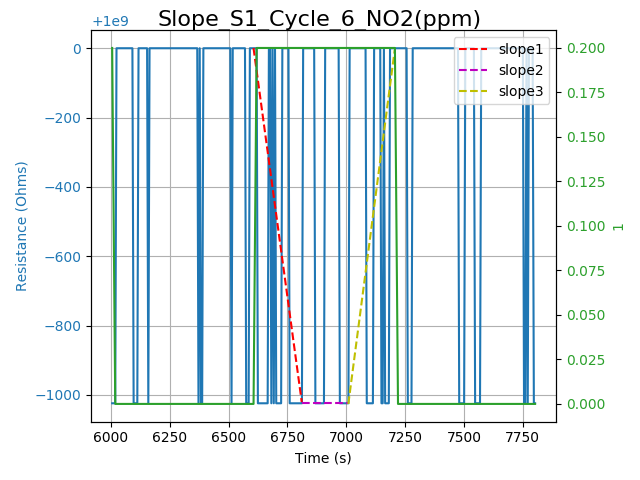 Slope_S1_Cycle_6_NO2(ppm)
+1e9
0
−200
−400
−600
−800
−1000
Resistance (Ohms)
6000 6250 6500 6750 7000 7250 7500 7750
Time (s)
0.200
0.175
0.150
0.125
0.100
0.075
0.050
0.025
0.000
1
slope1
slope2
slope3